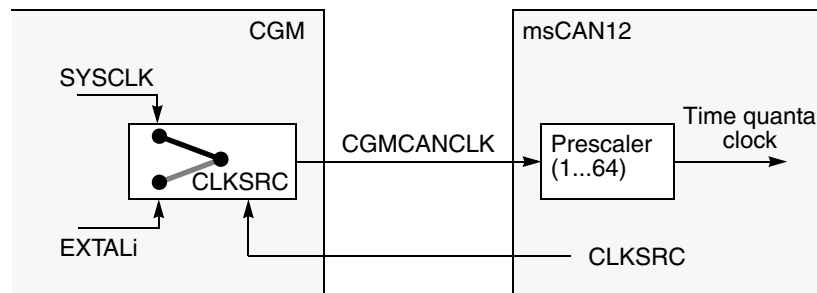 CGM
msCAN12
SYSCLK
CGMCANCLK
Time quanta
clock
Prescaler
(1...64)
CLKSRC
EXTALi
CLKSRC